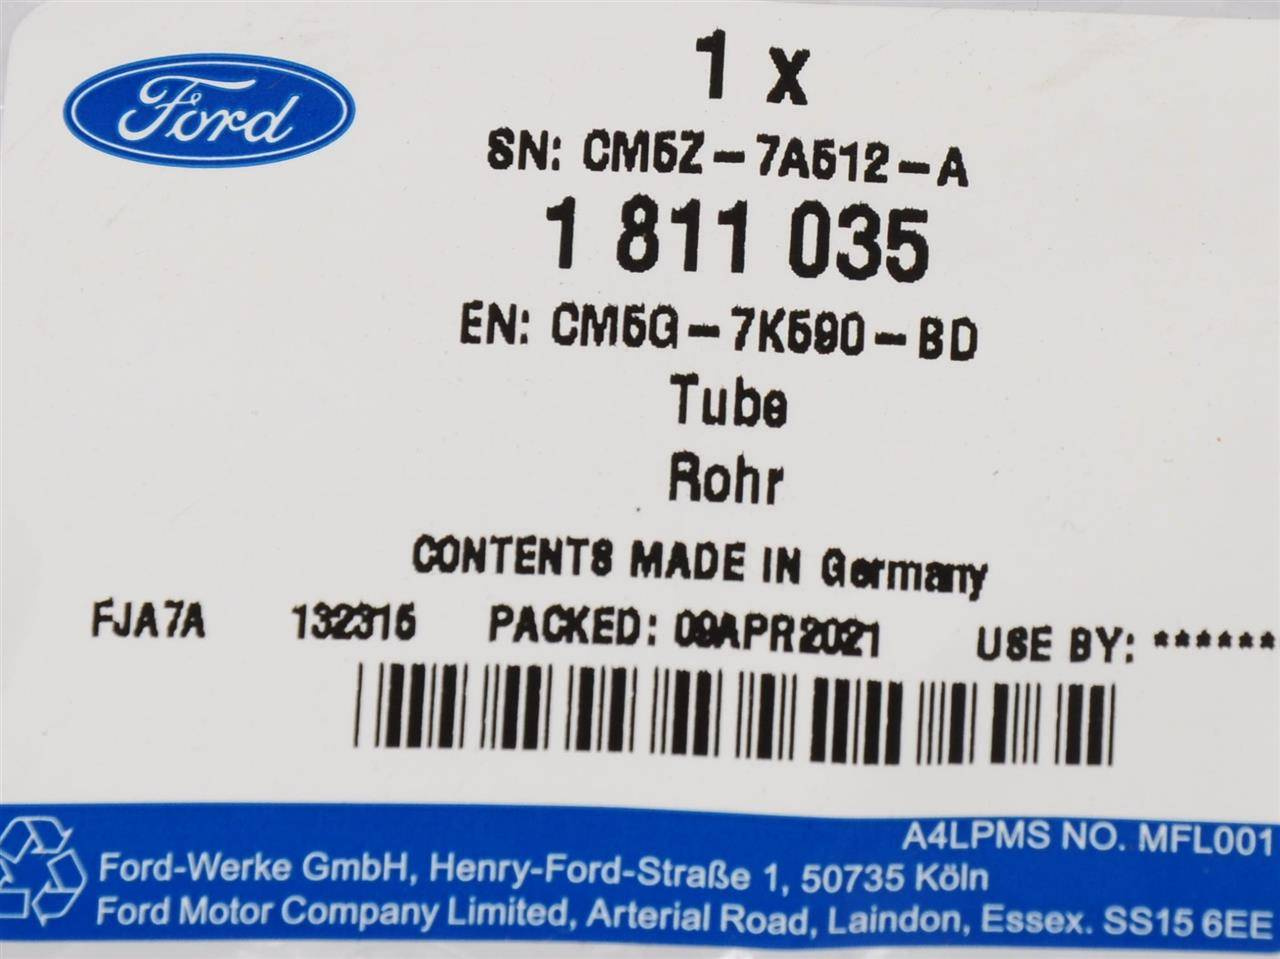 Ford
1 x
SN: CM5Z-7A512-A
1 811 035
EN: CM5G-7K590-BD
Tube
Rohr
CONTENTS MADE IN Germany
FJA7A 132315 PACKED: 09APR2021 USE BY: ******
A4LPMS NO. MFL001
Ford-Werke GmbH, Henry-Ford-Straße 1, 50735 Köln
Ford Motor Company Limited, Arterial Road, Laindon, Essex. SS15 6EE